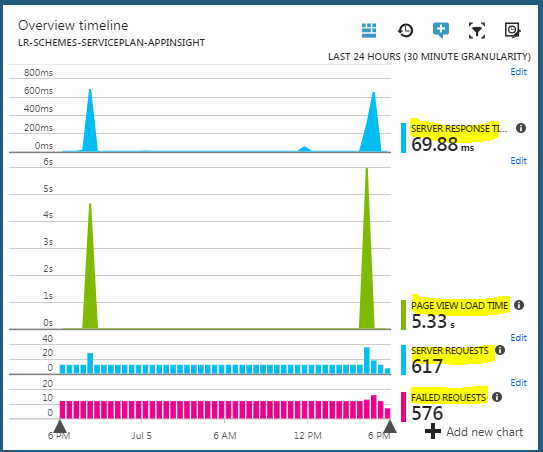 Overview timeline
LR-SCHEMES-SERVICEPLAN-APPINSIGHT
LAST 24 HOURS (30 MINUTE GRANULARITY)
Edit
800ms
600ms
400ms
200ms
0ms
SERVER RESPONSE TI...
69.88 ms
Edit
6s
5s
4s
3s
2s
1s
0s
PAGE VIEW LOAD TIME
5.33 s
Edit
40
20
0
SERVER REQUESTS
617
Edit
20
10
0
FAILED REQUESTS
576
6 PM Jul 5 6 AM 12 PM 6 PM
Add new chart